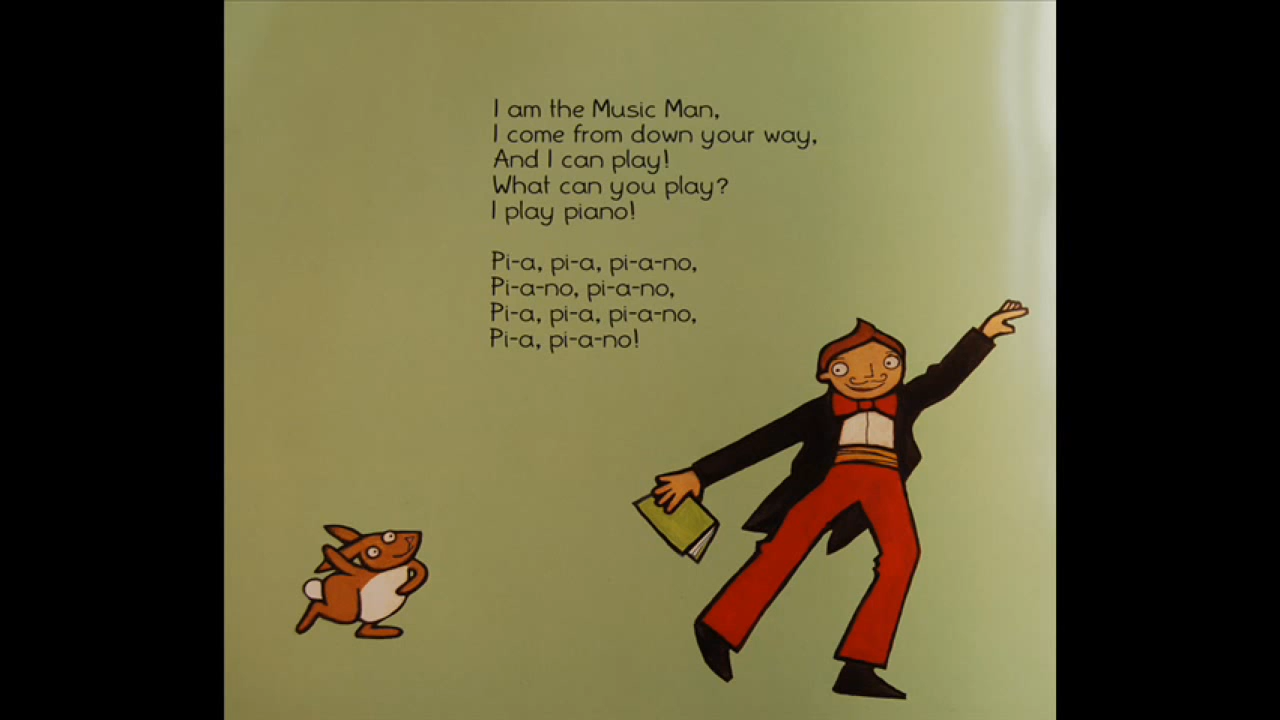 I am the Music Man,
I come from down your way,
And I can play!
What can you play?
I play piano!
Pi-a, pi-a, pi-a-no,
Pi-a-no, pi-a-no,
Pi-a, pi-a, pi-a-no,
Pi-a, pi-a-no!